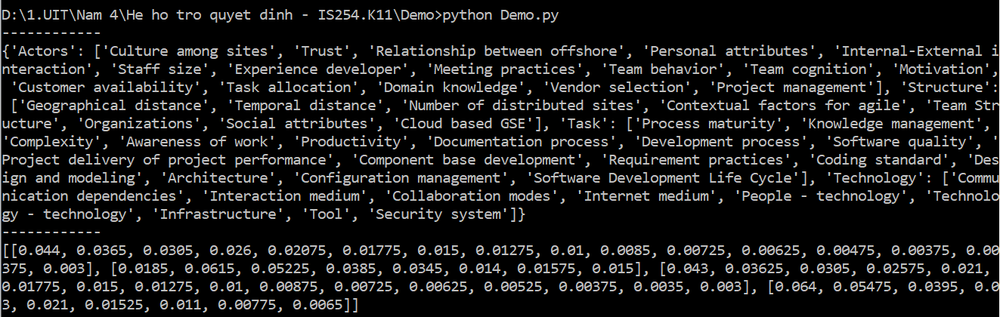 D:\1.UIT\Nam 4\He ho tro quyet dinh - IS254.K11\Demo>python Demo.py
------------
{'Actors': ['Culture among sites', 'Trust', 'Relationship between offshore', 'Personal attributes', 'Internal-External i
nteraction', 'Staff size', 'Experience developer', 'Meeting practices', 'Team behavior', 'Team cognition', 'Motivation',
 'Customer availability', 'Task allocation', 'Domain knowledge', 'Vendor selection', 'Project management'], 'Structure':
 ['Geographical distance', 'Temporal distance', 'Number of distributed sites', 'Contextual factors for agile', 'Team Str
ucture', 'Organizations', 'Social attributes', 'Cloud based GSE'], 'Task': ['Process maturity', 'Knowledge management',
'Complexity', 'Awareness of work', 'Productivity', 'Documentation process', 'Development process', 'Software quality', '
Project delivery of project performance', 'Component base development', 'Requirement practices', 'Coding standard', 'Des
ign and modeling', 'Architecture', 'Configuration management', 'Software Development Life Cycle'], 'Technology': ['Commu
nication dependencies', 'Interaction medium', 'Collaboration modes', 'Internet medium', 'People - technology', 'Technolo
gy - technology', 'Infrastructure', 'Tool', 'Security system']}
------------
[[0.044, 0.0365, 0.0305, 0.026, 0.02075, 0.01775, 0.015, 0.01275, 0.01, 0.0085, 0.00725, 0.00625, 0.00475, 0.00375, 0.00
375, 0.003], [0.0185, 0.0615, 0.05225, 0.0385, 0.0345, 0.014, 0.01575, 0.015], [0.043, 0.03625, 0.0305, 0.02575, 0.021,
0.01775, 0.015, 0.01275, 0.01, 0.00875, 0.00725, 0.00625, 0.00525, 0.00375, 0.0035, 0.003], [0.064, 0.05475, 0.0395, 0.0
3, 0.021, 0.01525, 0.011, 0.00775, 0.0065]]